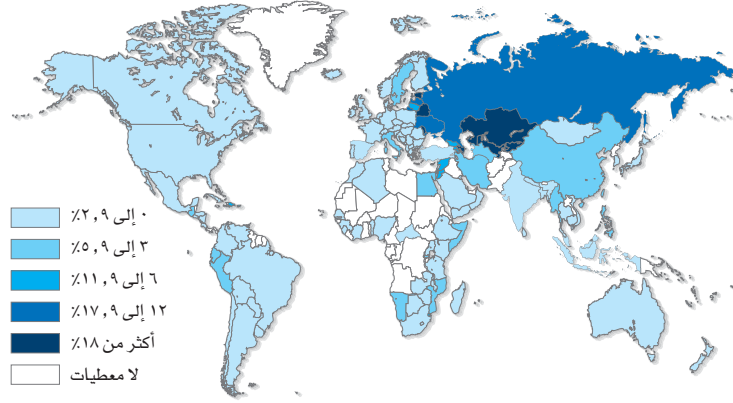 ٠ إلى ٢,٩٪
٣ إلى ٥,٩٪
٦ إلى ١١,٩٪
١٢ إلى ١٧,٩٪
أكثر من ١٨٪
لا معطيات